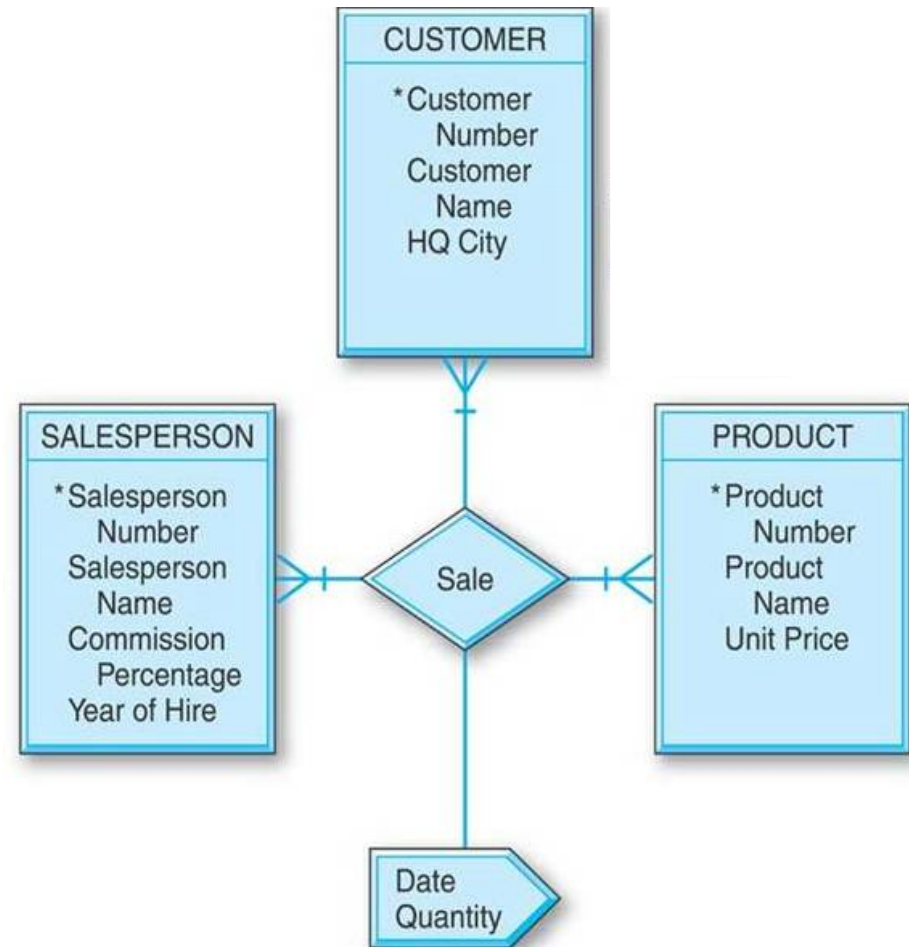 CUSTOMER
*Customer
Number
Customer
Name
HQ City
SALESPERSON
*Salesperson
Number
Salesperson
Name
Commission
Percentage
Year of Hire
Sale
PRODUCT
*Product
Number
Product
Name
Unit Price
Date
Quantity